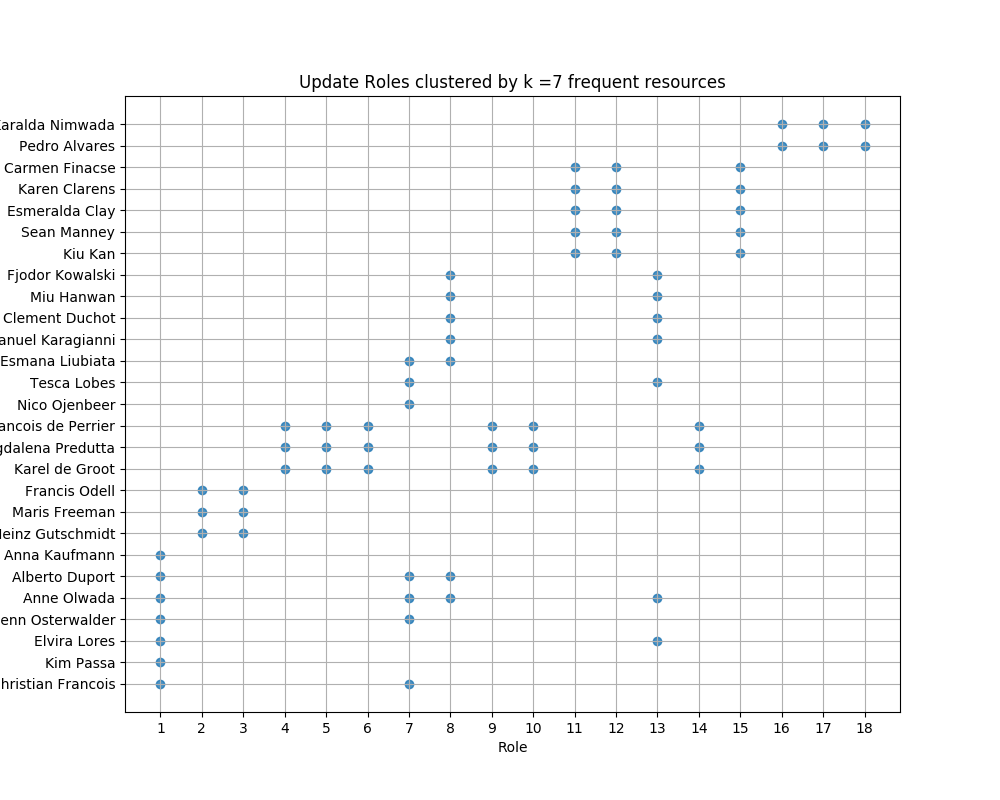 Update Roles clustered by k =7 frequent resources
aralda Nimwada
Pedro Alvares
Carmen Finacse
Karen Clarens
Esmeralda Clay
Sean Manney
Kiu Kan
Fjodor Kowalski
Miu Hanwan
Clement Duchot
anuel Karagianni
Esmana Liubiata
Tesca Lobes
Nico Ojenbeer
ancois de Perrier
gdalena Predutta
Karel de Groot
Francis Odell
Maris Freeman
einz Gutschmidt
Anna Kaufmann
Alberto Duport
Anne Olwada
enn Osterwalder
Elvira Lores
Kim Passa
hristian Francois
1 2 3 4 5 6 7 8 9 10 11 12 13 14 15 16 17 18
Role